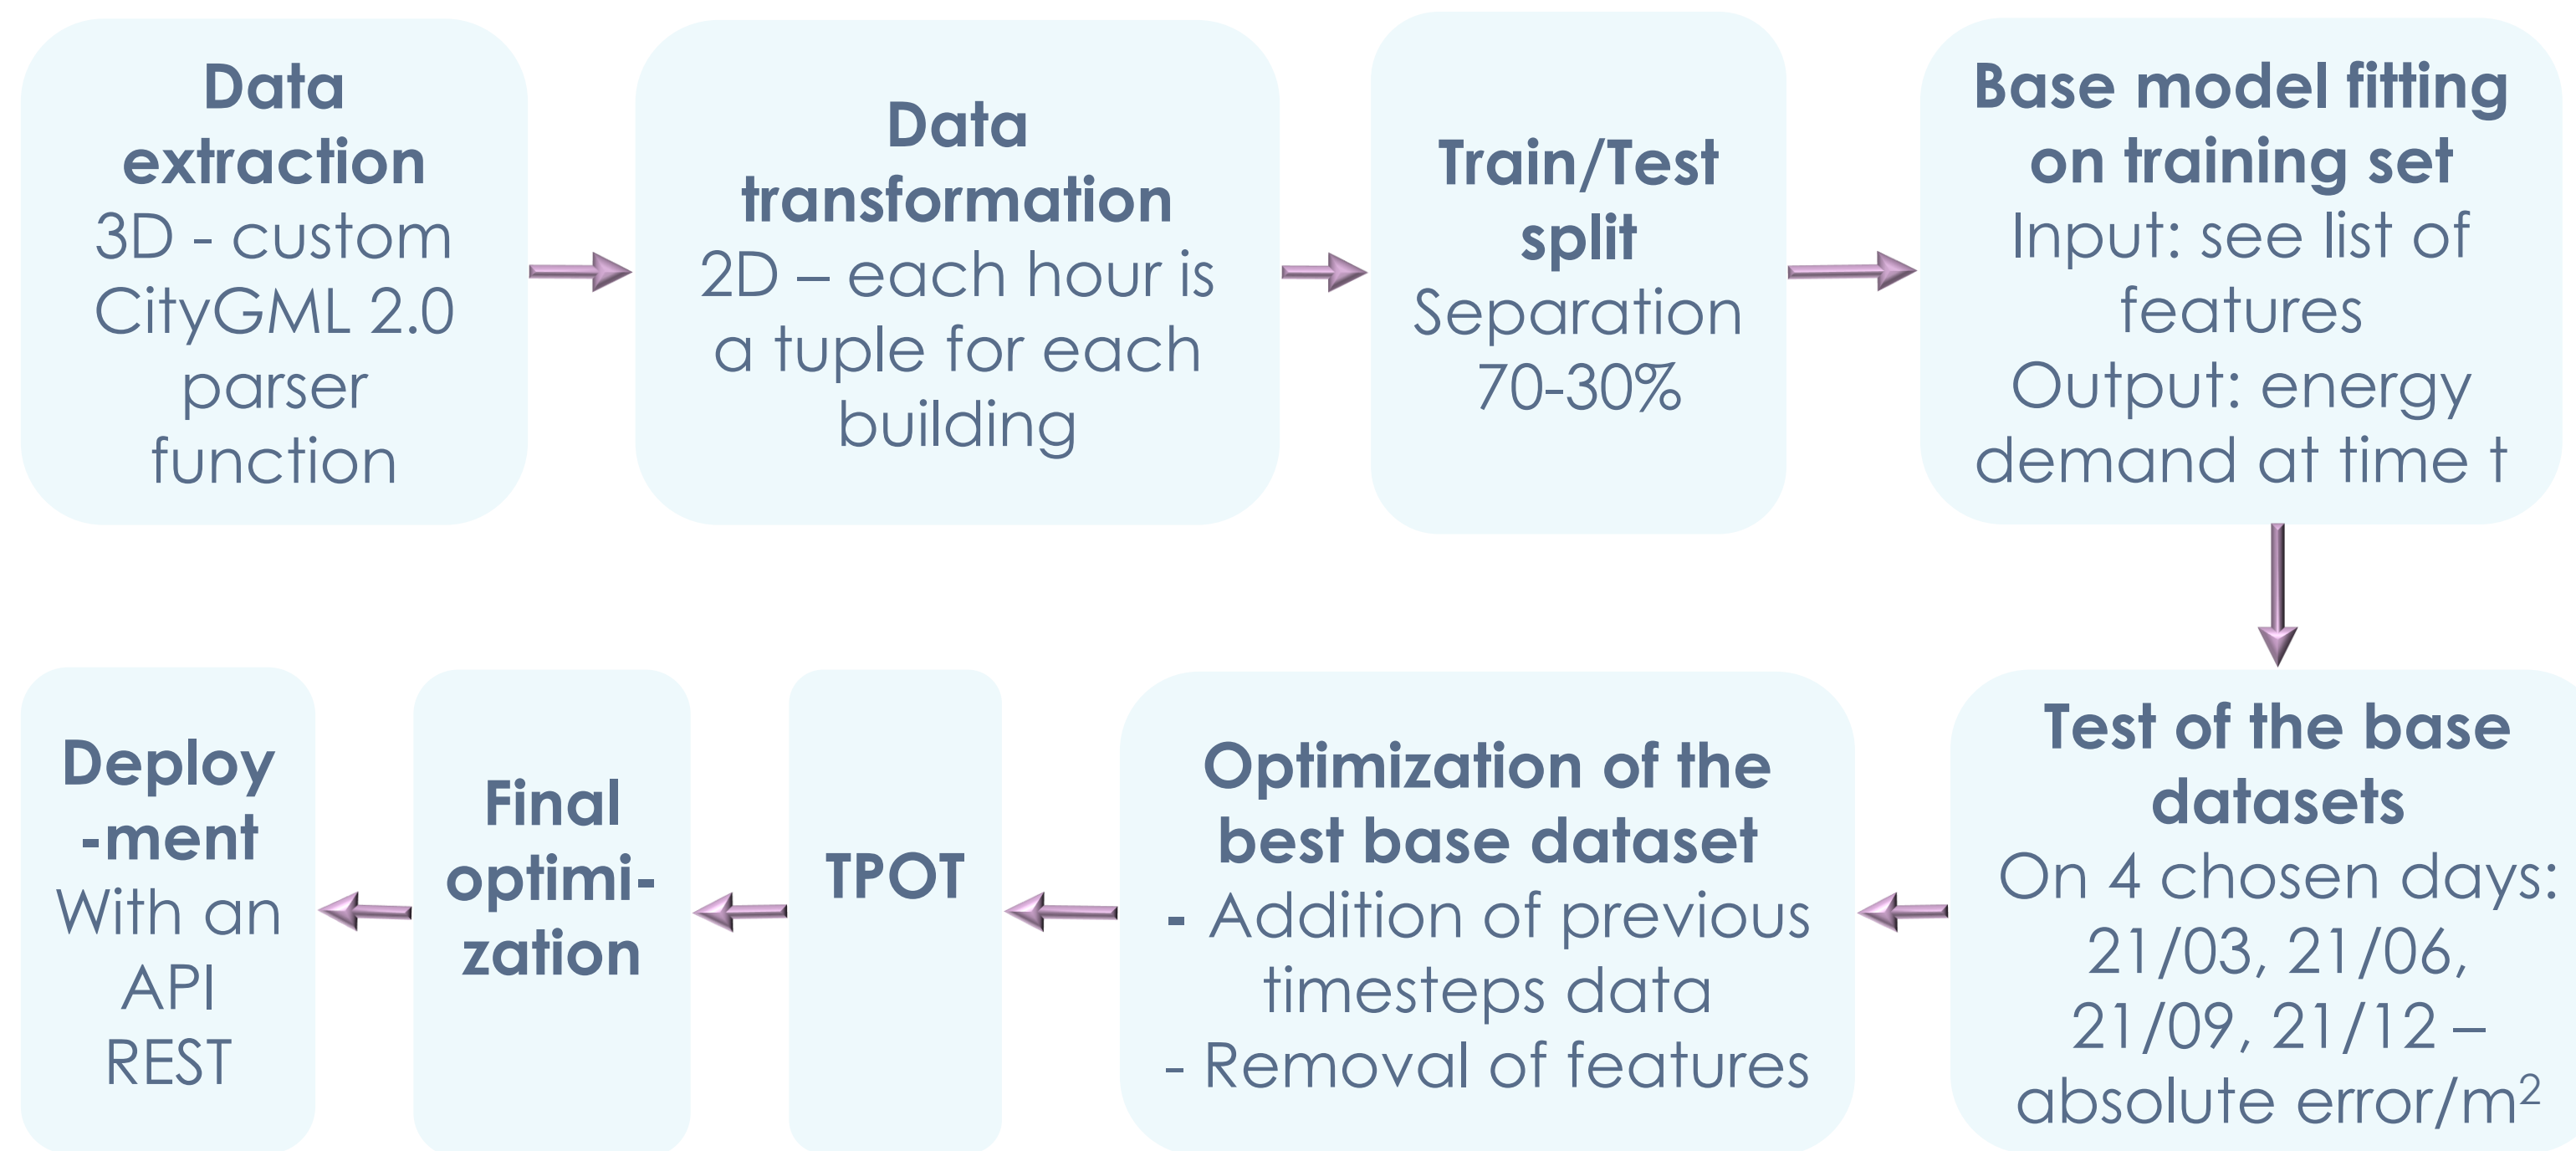 Data
extraction
3D - custom
CityGML 2.0
parser
function
Data
transformation
2D – each hour is
a tuple for each
building
Train/Test
split
Separation
70-30%
Base model fitting
on training set
Input: see list of
features
Output: energy
demand at time t
Test of the base
datasets
On 4 chosen days:
21/03, 21/06,
21/09, 21/12 –
absolute error/m²
Optimization of the
best base dataset
- Addition of previous
timesteps data
- Removal of features
TPOT
Final
optimi-
zation
Deploy
-ment
With an
API
REST